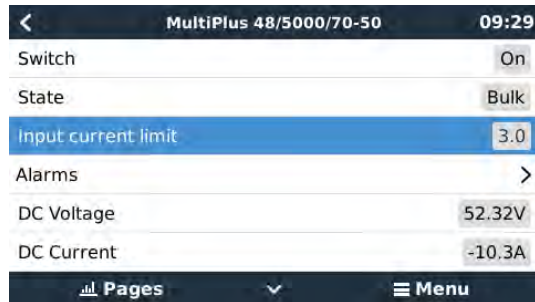 MultiPlus 48/5000/70-50 09:29
Switch On
State Bulk
Input current limit 3.0
Alarms
DC Voltage 52.32V
DC Current -10.3A
Pages Menu